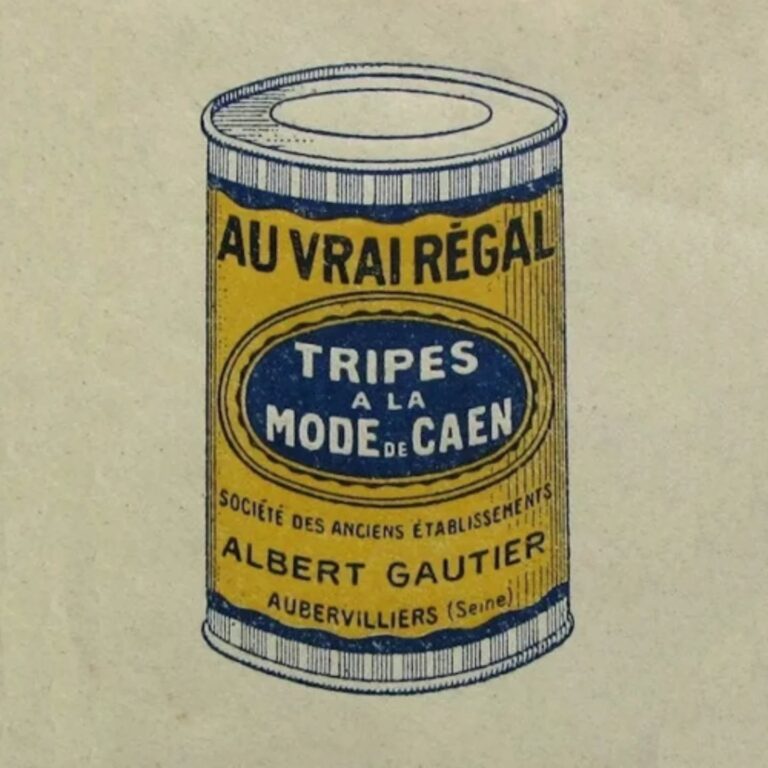 AU VRAI RÉGAL
TRIPES
A LA
MODE DE CAEN
SOCIÉTÉ DES ANCIENS ÉTABLISSEMENTS
ALBERT GAUTIER
AUBERVILLIERS (Seine)